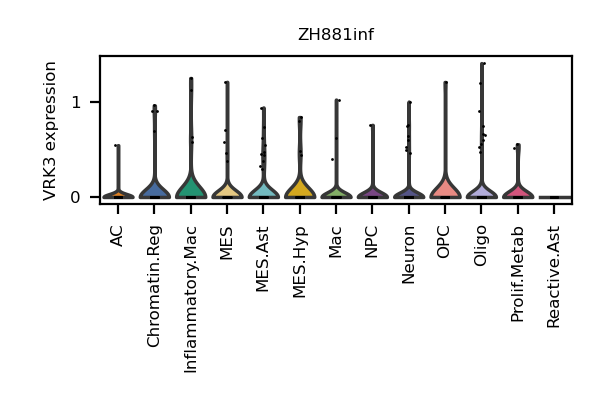 ZH881inf
VRK3 expression
1
0
AC
Chromatin.Reg
Inflammatory.Mac
MES
MES.Ast
MES.Hyp
Mac
NPC
Neuron
OPC
Oligo
Prolif.Metab
Reactive.Ast